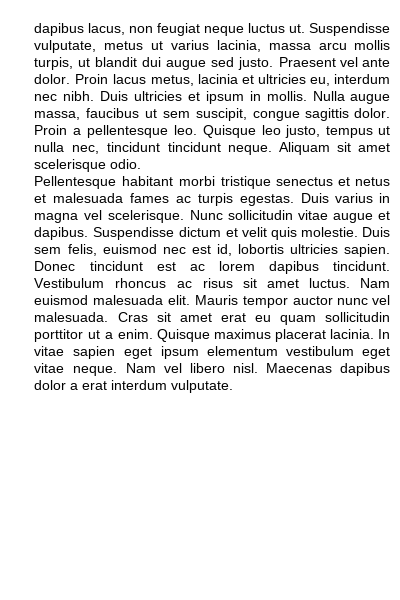 dapibus lacus, non feugiat neque luctus ut. Suspendisse
vulputate, metus ut varius lacinia, massa arcu mollis
turpis, ut blandit dui augue sed justo. Praesent vel ante
dolor. Proin lacus metus, lacinia et ultricies eu, interdum
nec nibh. Duis ultricies et ipsum in mollis. Nulla augue
massa, faucibus ut sem suscipit, congue sagittis dolor.
Proin a pellentesque leo. Quisque leo justo, tempus ut
nulla nec, tincidunt tincidunt neque. Aliquam sit amet
scelerisque odio.
Pellentesque habitant morbi tristique senectus et netus
et malesuada fames ac turpis egestas. Duis varius in
magna vel scelerisque. Nunc sollicitudin vitae augue et
dapibus. Suspendisse dictum et velit quis molestie. Duis
sem felis, euismod nec est id, lobortis ultricies sapien.
Donec tincidunt est ac lorem dapibus tincidunt.
Vestibulum rhoncus ac risus sit amet luctus. Nam
euismod malesuada elit. Mauris tempor auctor nunc vel
malesuada. Cras sit amet erat eu quam sollicitudin
porttitor ut a enim. Quisque maximus placerat lacinia. In
vitae sapien eget ipsum elementum vestibulum eget
vitae neque. Nam vel libero nisl. Maecenas dapibus
dolor a erat interdum vulputate.